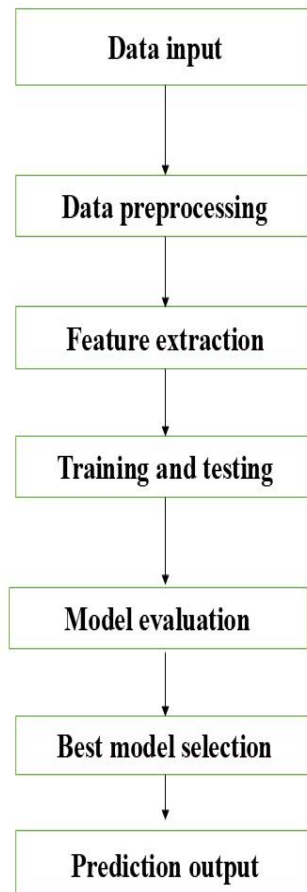 Data input
Data preprocessing
Feature extraction
Training and testing
Model evaluation
Best model selection
Prediction output